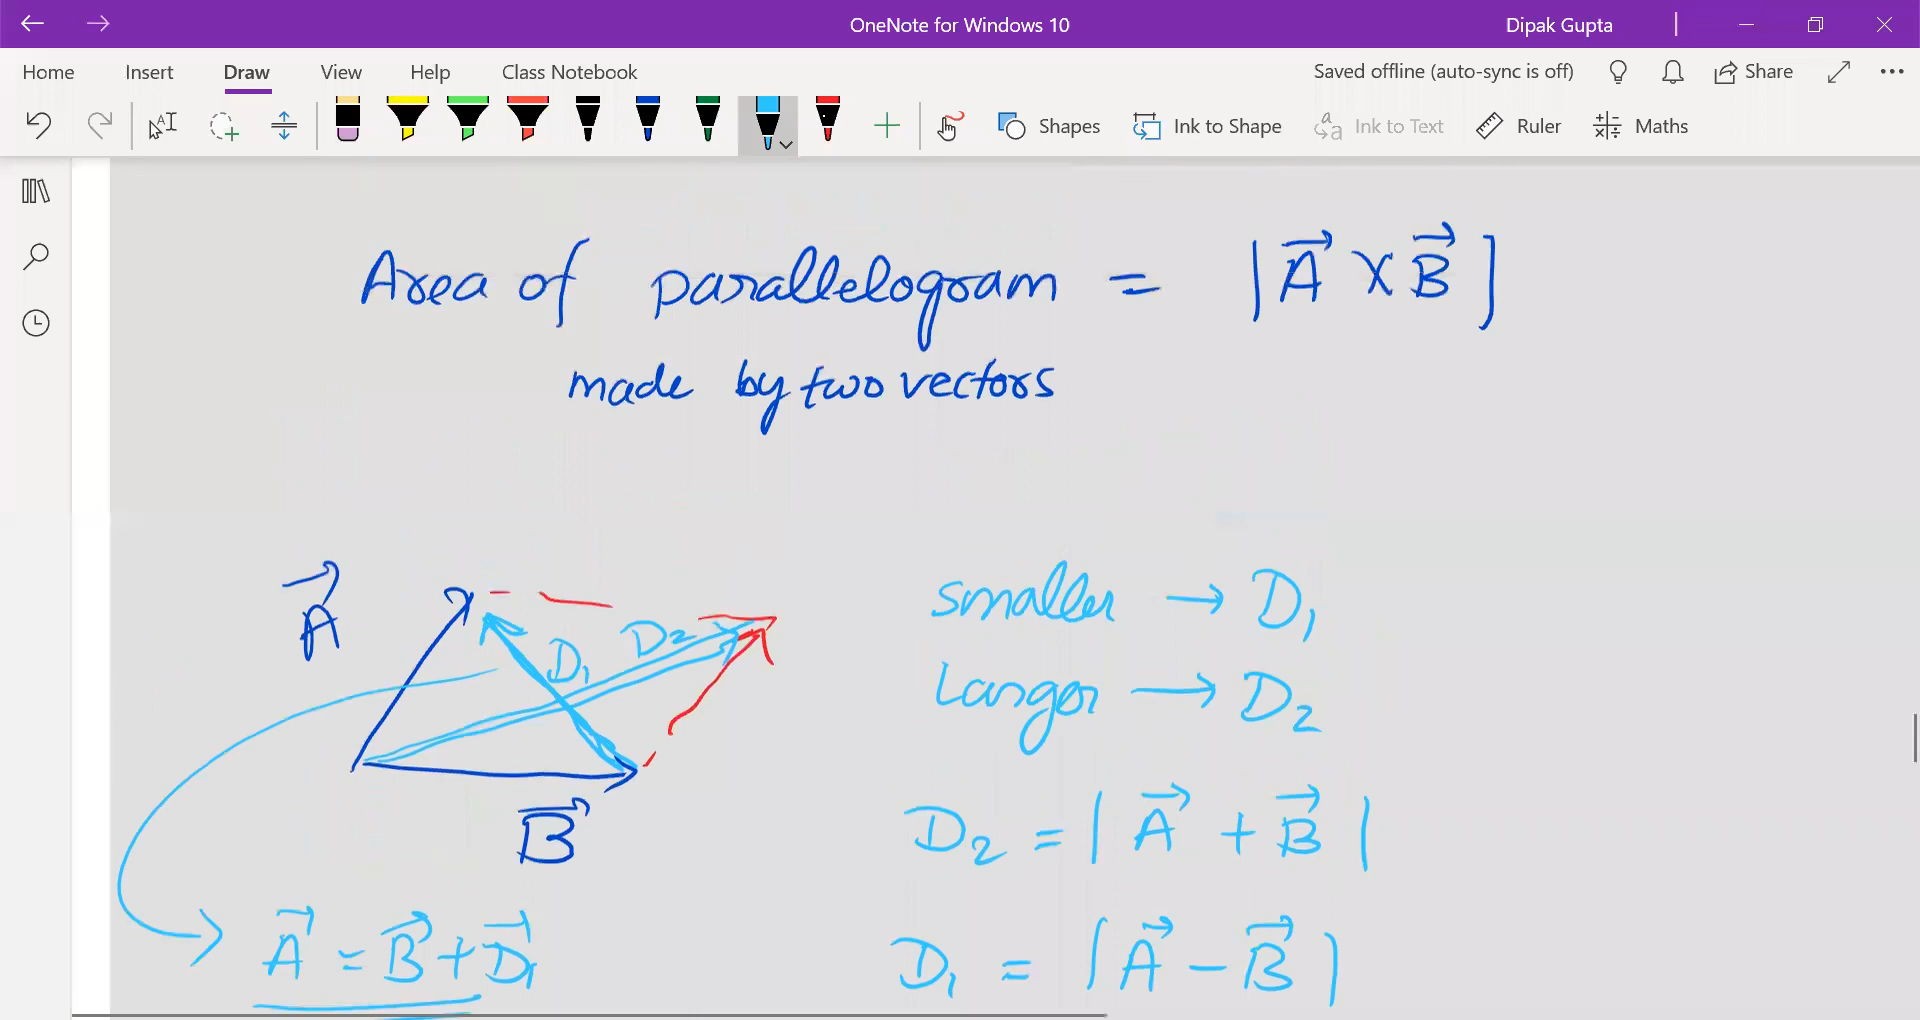 OneNote for Windows 10
Dipak Gupta
Home Insert Draw View Help Class Notebook
Saved offline (auto-sync is off) Share
Shapes Ink to Shape Ink to Text Ruler Maths
Area of parallelogram = |A⃗ × B⃗|
made by two vectors
A⃗
D₁
D₂
B⃗
A⃗ = B⃗ + D⃗₁
smaller → D₁
Larger → D₂
D₂ = |A⃗ + B⃗|
D₁ = |A⃗ − B⃗|